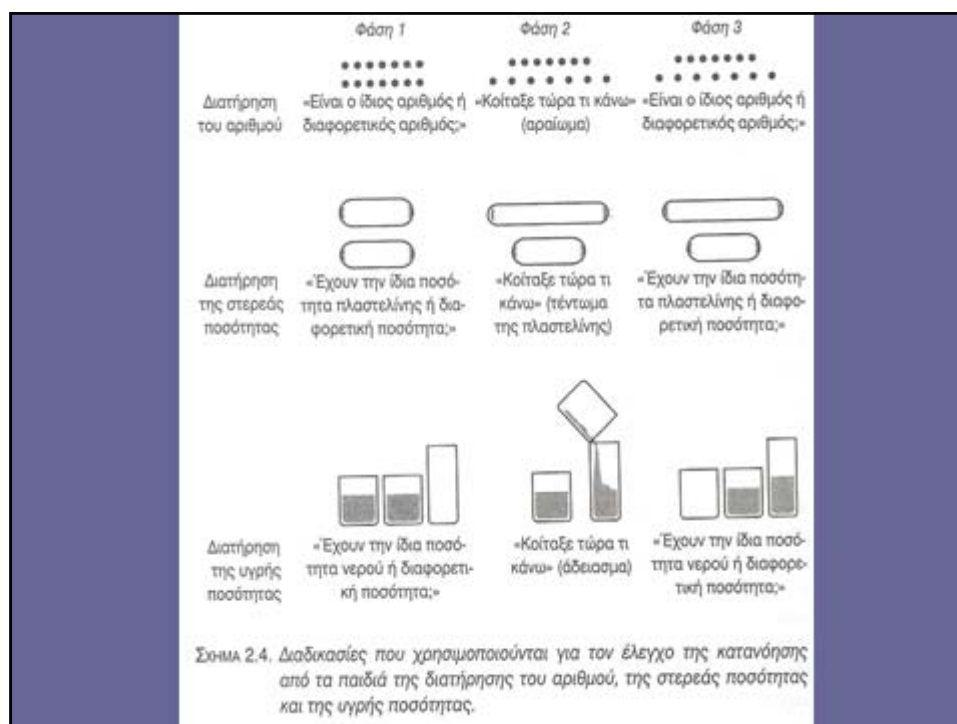 Φάση 1 Φάση 2 Φάση 3
Διατήρηση «Είναι ο ίδιος αριθμός ή «Κοίταξε τώρα τι κάνω» «Είναι ο ίδιος αριθμός ή
του αριθμού διαφορετικός αριθμός;» (αραίωμα) διαφορετικός αριθμός;»
Διατήρηση «Έχουν την ίδια ποσό- «Κοίταξε τώρα τι «Έχουν την ίδια ποσότη-
της στερεάς τητα πλαστελίνης ή δια- κάνω» (τέντωμα τα πλαστελίνης ή διαφο-
ποσότητας φορετική ποσότητα;» της πλαστελίνης) ρετική ποσότητα;»
Διατήρηση «Έχουν την ίδια ποσό- «Κοίταξε τώρα τι «Έχουν την ίδια ποσό-
της υγρής τητα νερού ή διαφορετι- κάνω» (άδειασμα) τητα νερού ή διαφορε-
ποσότητας κή ποσότητα;» τική ποσότητα;»
ΣΧΗΜΑ 2.4. Διαδικασίες που χρησιμοποιούνται για τον έλεγχο της κατανόησης
από τα παιδιά της διατήρησης του αριθμού, της στερεάς ποσότητας
και της υγρής ποσότητας.